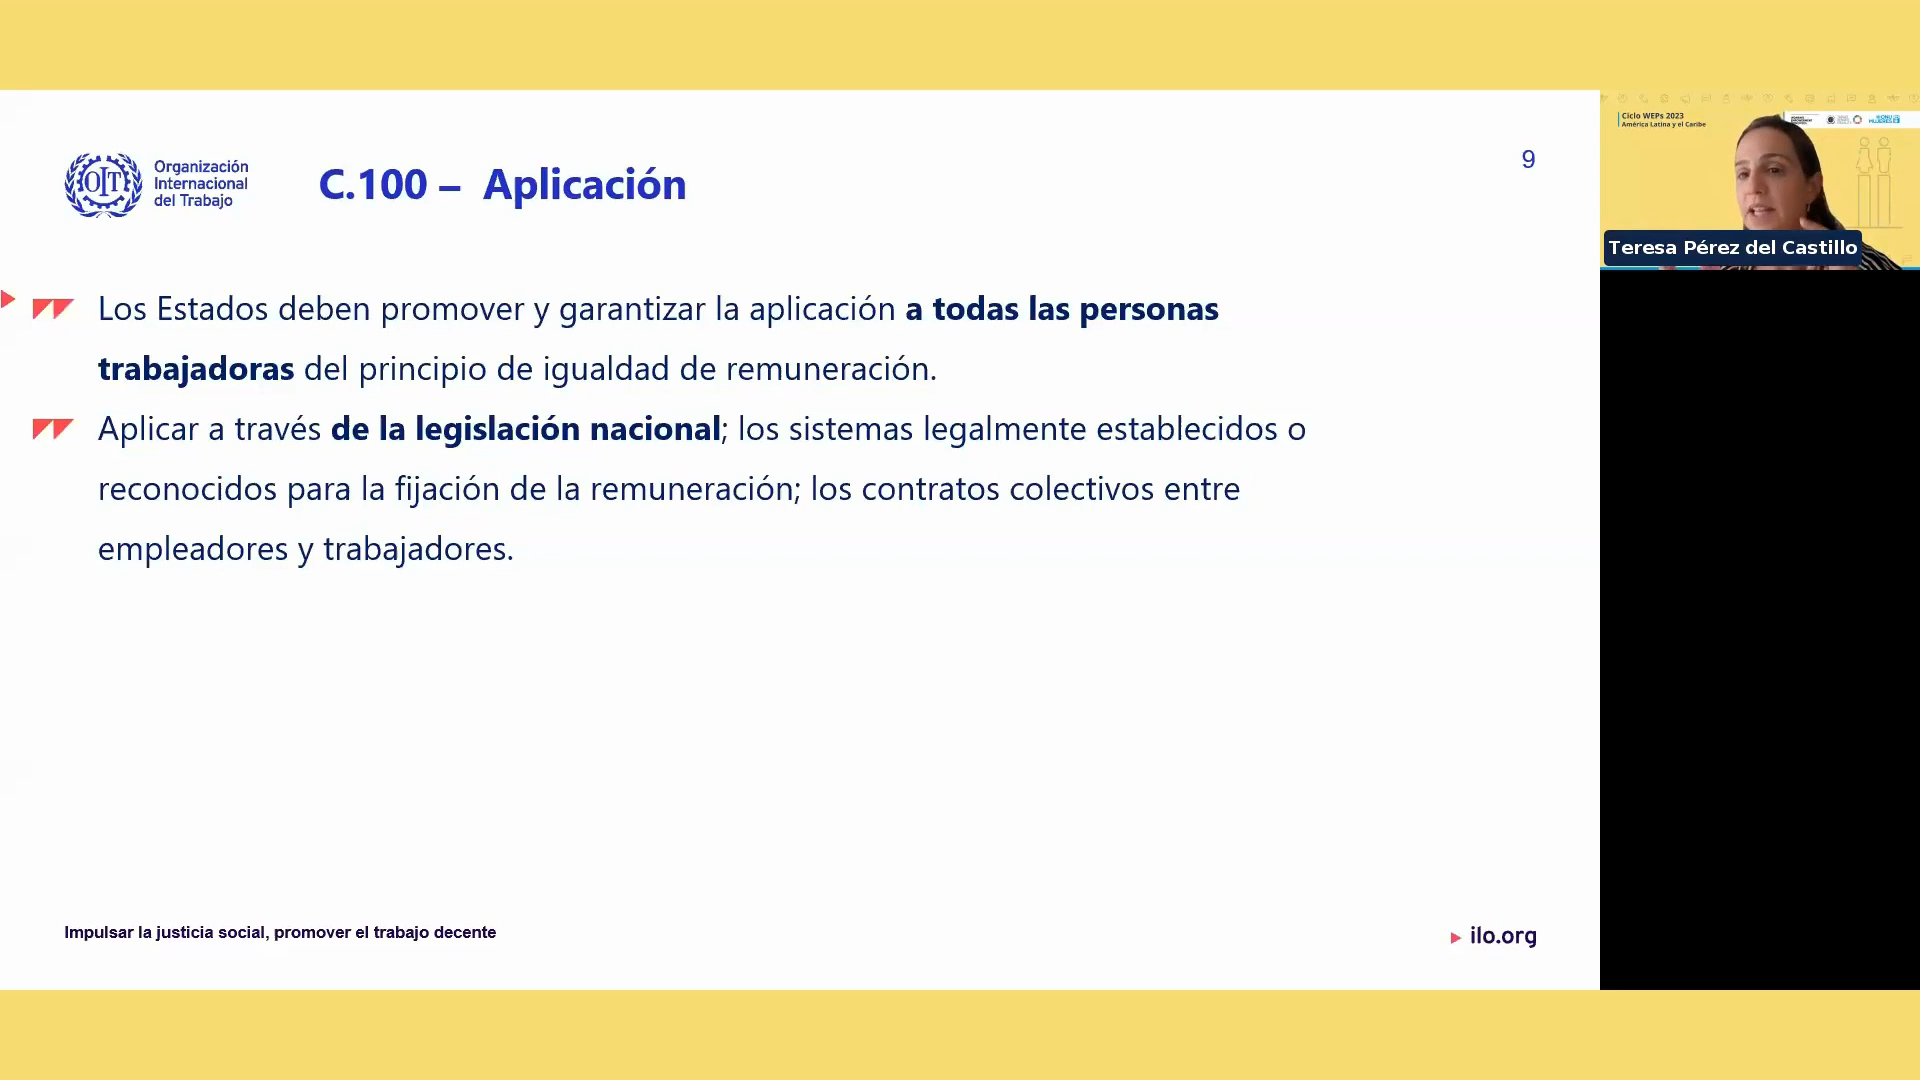 Organización
Internacional
del Trabajo
OIT
C.100 – Aplicación
9
Los Estados deben promover y garantizar la aplicación a todas las personas
trabajadoras del principio de igualdad de remuneración.
Aplicar a través de la legislación nacional; los sistemas legalmente establecidos o
reconocidos para la fijación de la remuneración; los contratos colectivos entre
empleadores y trabajadores.
Impulsar la justicia social, promover el trabajo decente
ilo.org
Ciclo WEPs 2023
América Latina y el Caribe
Teresa Pérez del Castillo